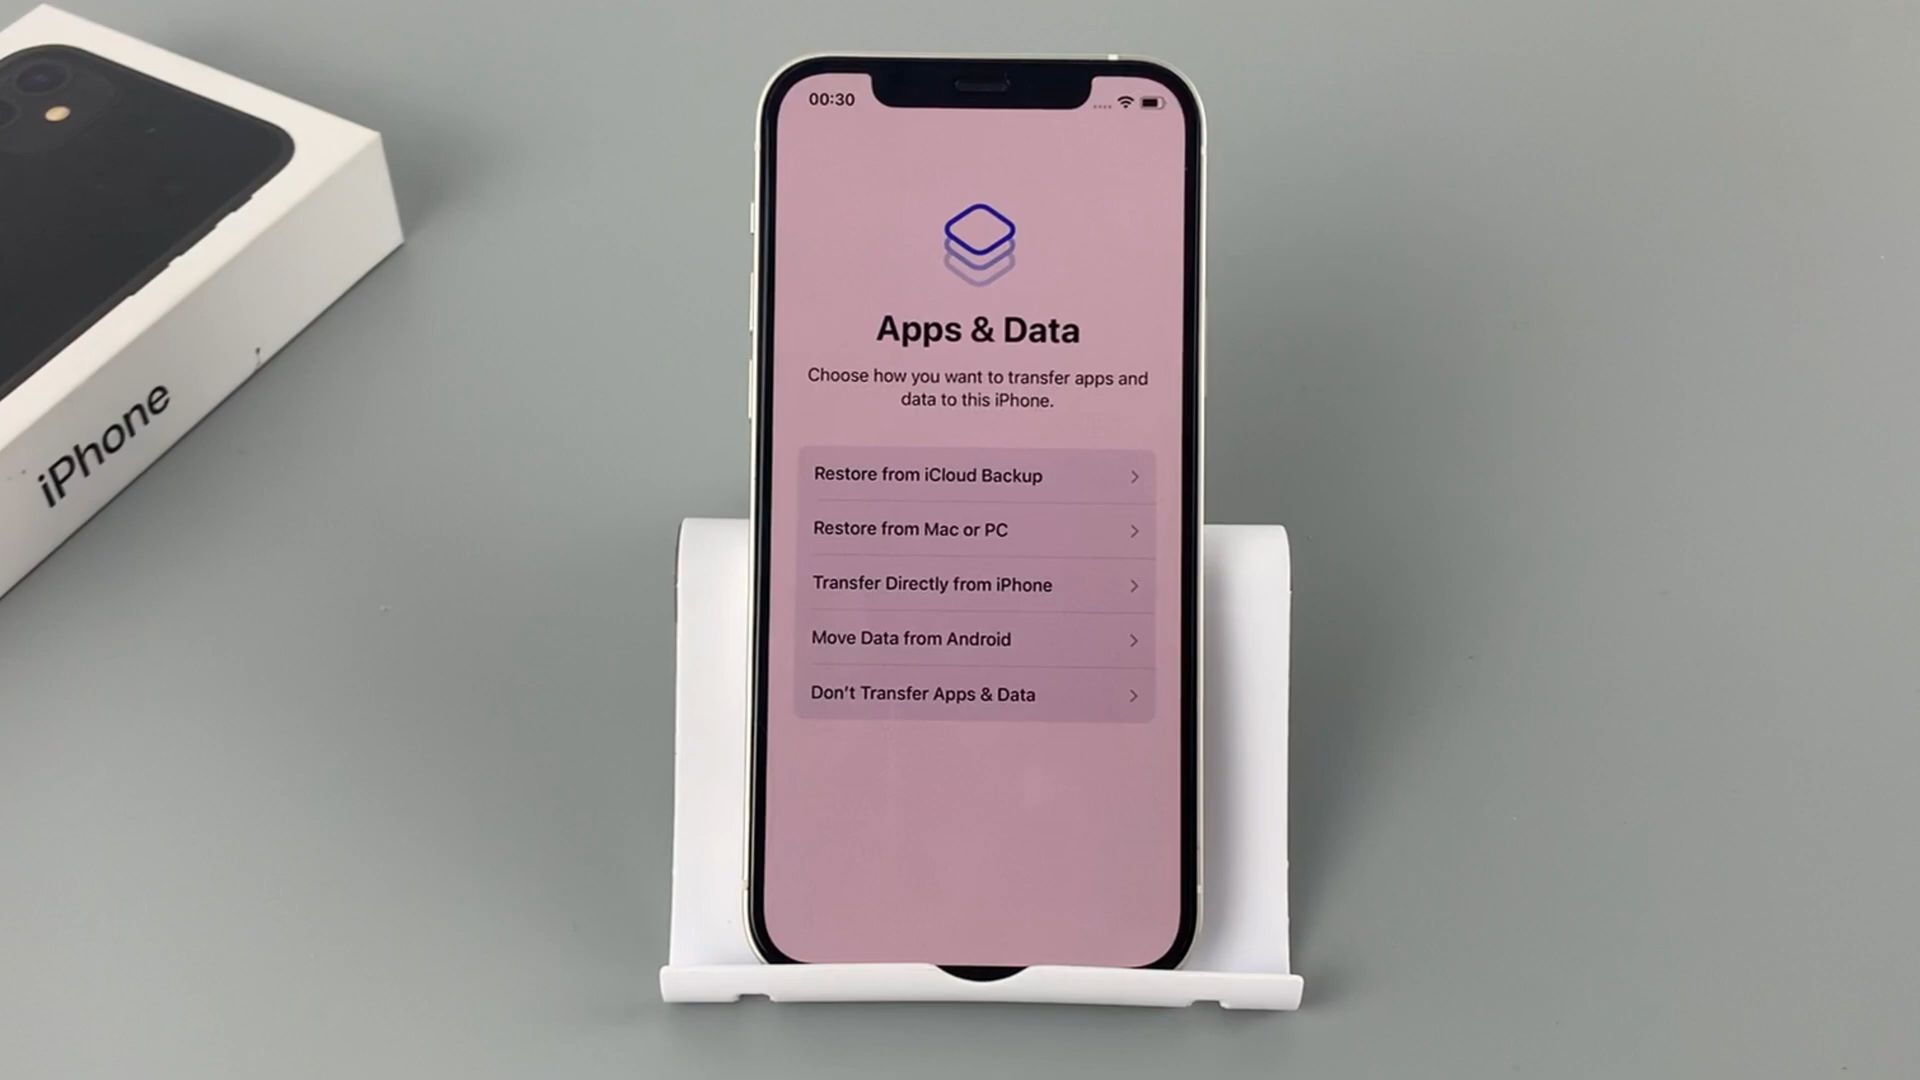 00:30
Apps & Data
Choose how you want to transfer apps and
data to this iPhone.
Restore from iCloud Backup
Restore from Mac or PC
Transfer Directly from iPhone
Move Data from Android
Don't Transfer Apps & Data
iPhone